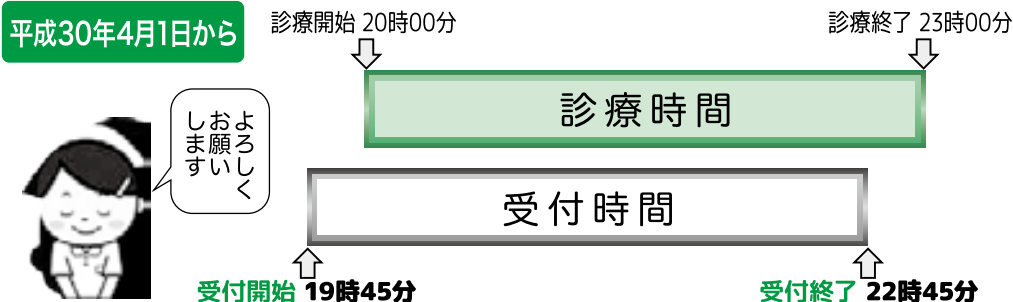 平成30年4月1日から
診療開始 20時00分
診療終了 23時00分
診療時間
よろしく
お願い
します
受付時間
受付開始 19時45分
受付終了 22時45分